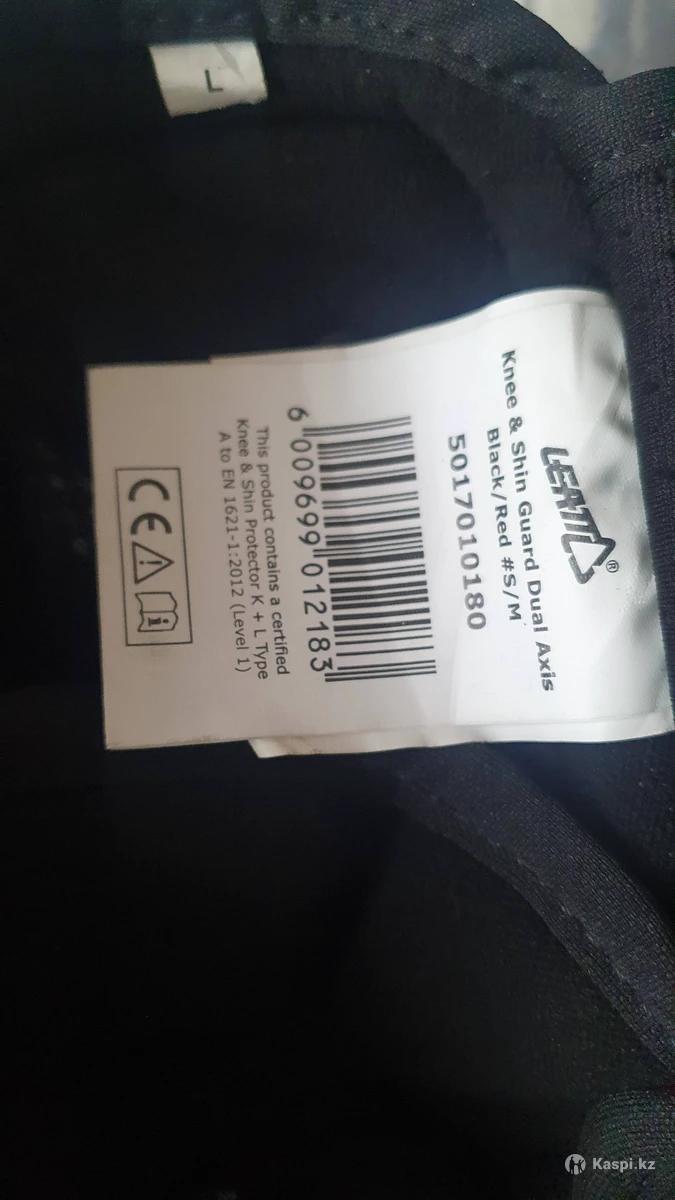 L
LEATT®
Knee & Shin Guard Dual Axis
Black/Red #S/M
5017010180
6 009699 012183
This product contains a certified
Knee & Shin Protector K + L Type
A to EN 1621-1:2012 (Level 1)
CE
Kaspi.kz